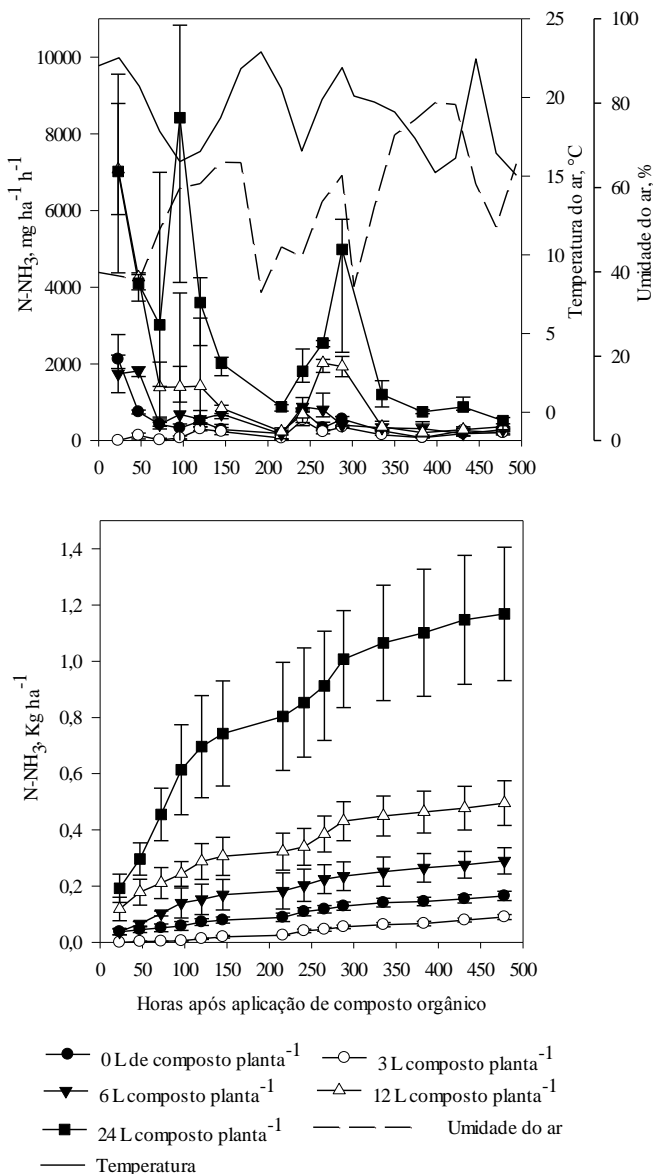 10000
8000
6000
4000
2000
0
N-NH3, mg ha-1 h-1
25
20
15
10
5
0
Temperatura do ar, °C
100
80
60
40
20
0
Umidade do ar, %
0 50 100 150 200 250 300 350 400 450 500
1,4
1,2
1,0
0,8
0,6
0,4
0,2
0,0
N-NH3, Kg ha-1
0 50 100 150 200 250 300 350 400 450 500
Horas após aplicação de composto orgânico
0 L de composto planta-1
3 L composto planta-1
6 L composto planta-1
12 L composto planta-1
24 L composto planta-1
Umidade do ar
Temperatura